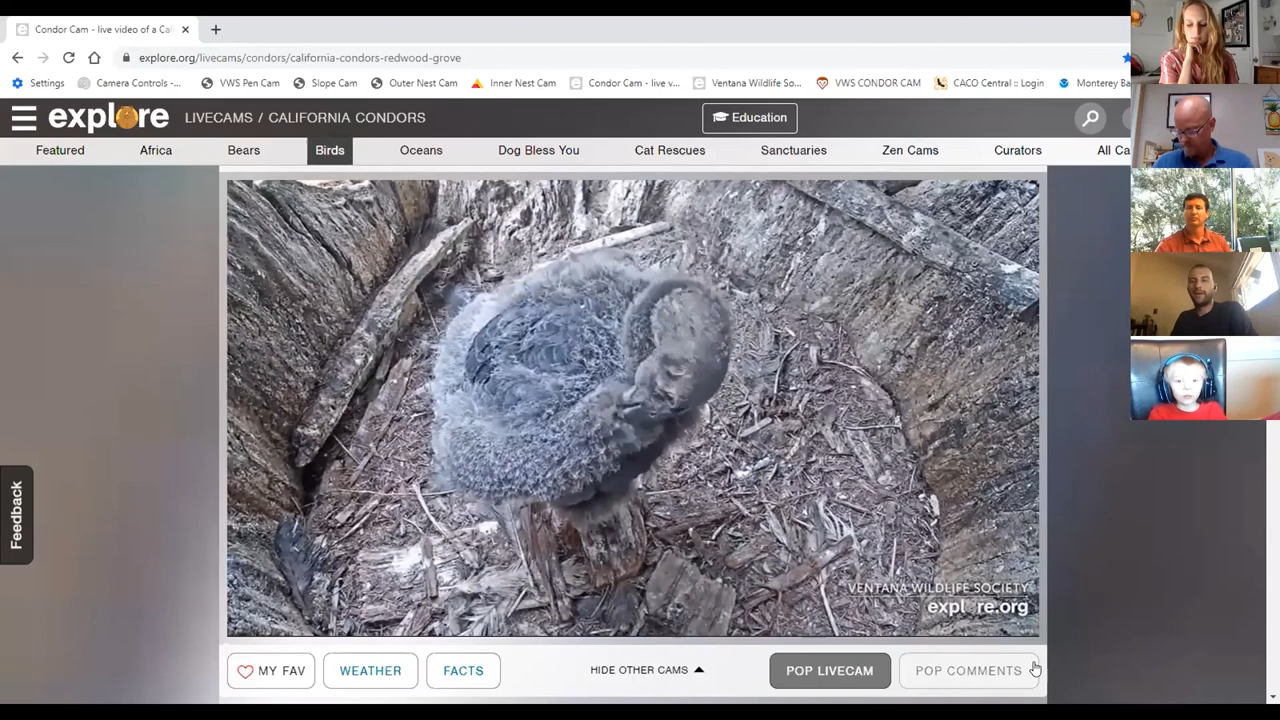 Condor Cam - live video of a Cal
explore.org/livecams/condors/california-condors-redwood-grove
Settings
Camera Controls -...
VWS Pen Cam
Slope Cam
Outer Nest Cam
Inner Nest Cam
Condor Cam - live v...
Ventana Wildlife So...
VWS CONDOR CAM
CACO Central :: Login
Monterey Ba
explore
LIVECAMS / CALIFORNIA CONDORS
Education
Featured
Africa
Bears
Birds
Oceans
Dog Bless You
Cat Rescues
Sanctuaries
Zen Cams
Curators
All Ca
Feedback
VENTANA WILDLIFE SOCIETY
explore.org
MY FAV
WEATHER
FACTS
HIDE OTHER CAMS
POP LIVECAM
POP COMMENTS